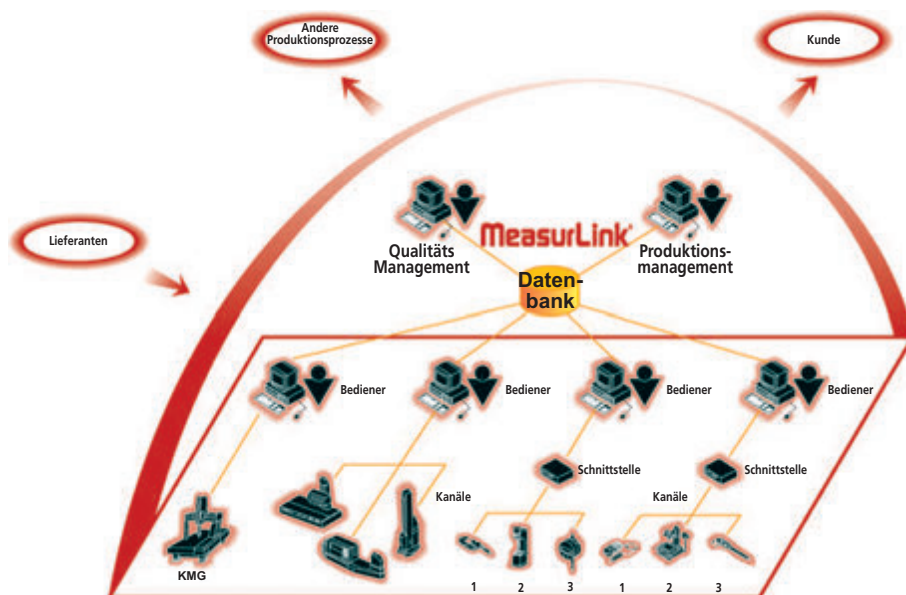 Andere
Produktionsprozesse
Kunde
Lieferanten
MeasurLink®
Qualitäts
Management
Produktions-
management
Daten-
bank
Bediener
Bediener
Bediener
Bediener
Schnittstelle
Schnittstelle
Kanäle
Kanäle
KMG
1
2
3
1
2
3